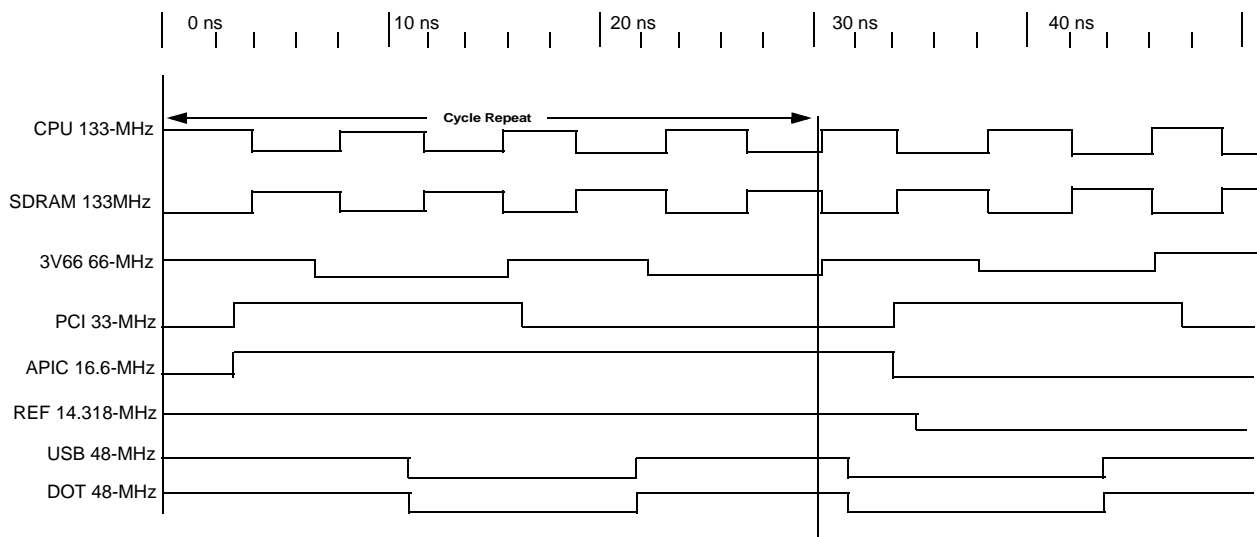 0 ns 10 ns 20 ns 30 ns 40 ns
Cycle Repeat
CPU 133-MHz
SDRAM 133MHz
3V66 66-MHz
PCI 33-MHz
APIC 16.6-MHz
REF 14.318-MHz
USB 48-MHz
DOT 48-MHz